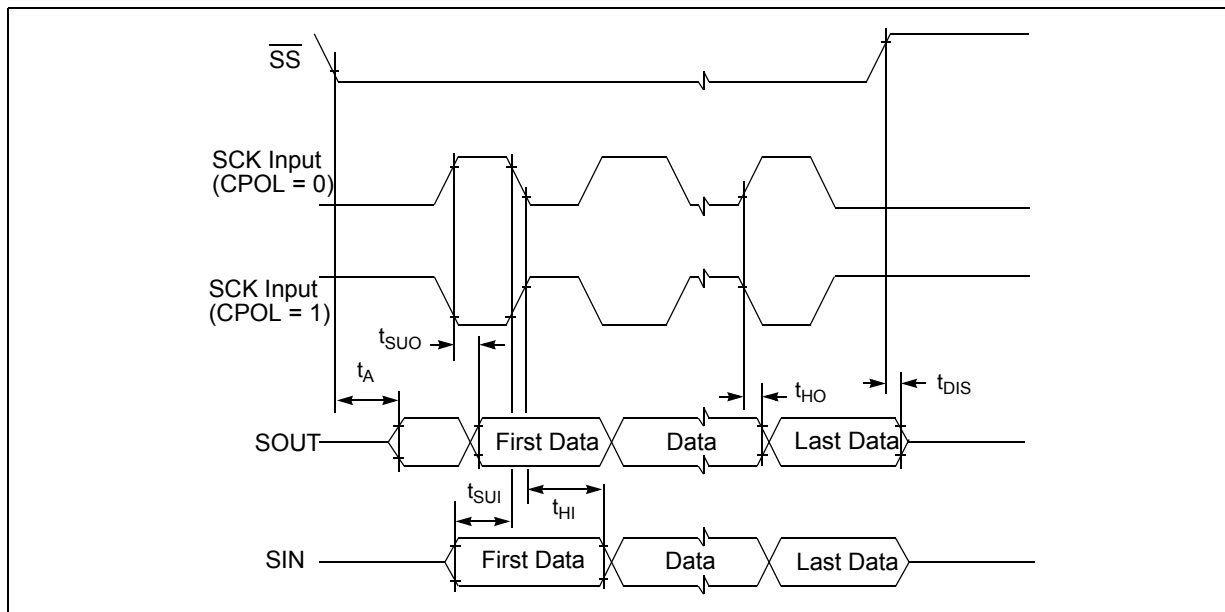 SS
SCK Input
(CPOL = 0)
SCK Input
(CPOL = 1)
tSUO
tA
tHO
tDIS
SOUT
First Data
Data
Last Data
tSUI
tHI
SIN
First Data
Data
Last Data